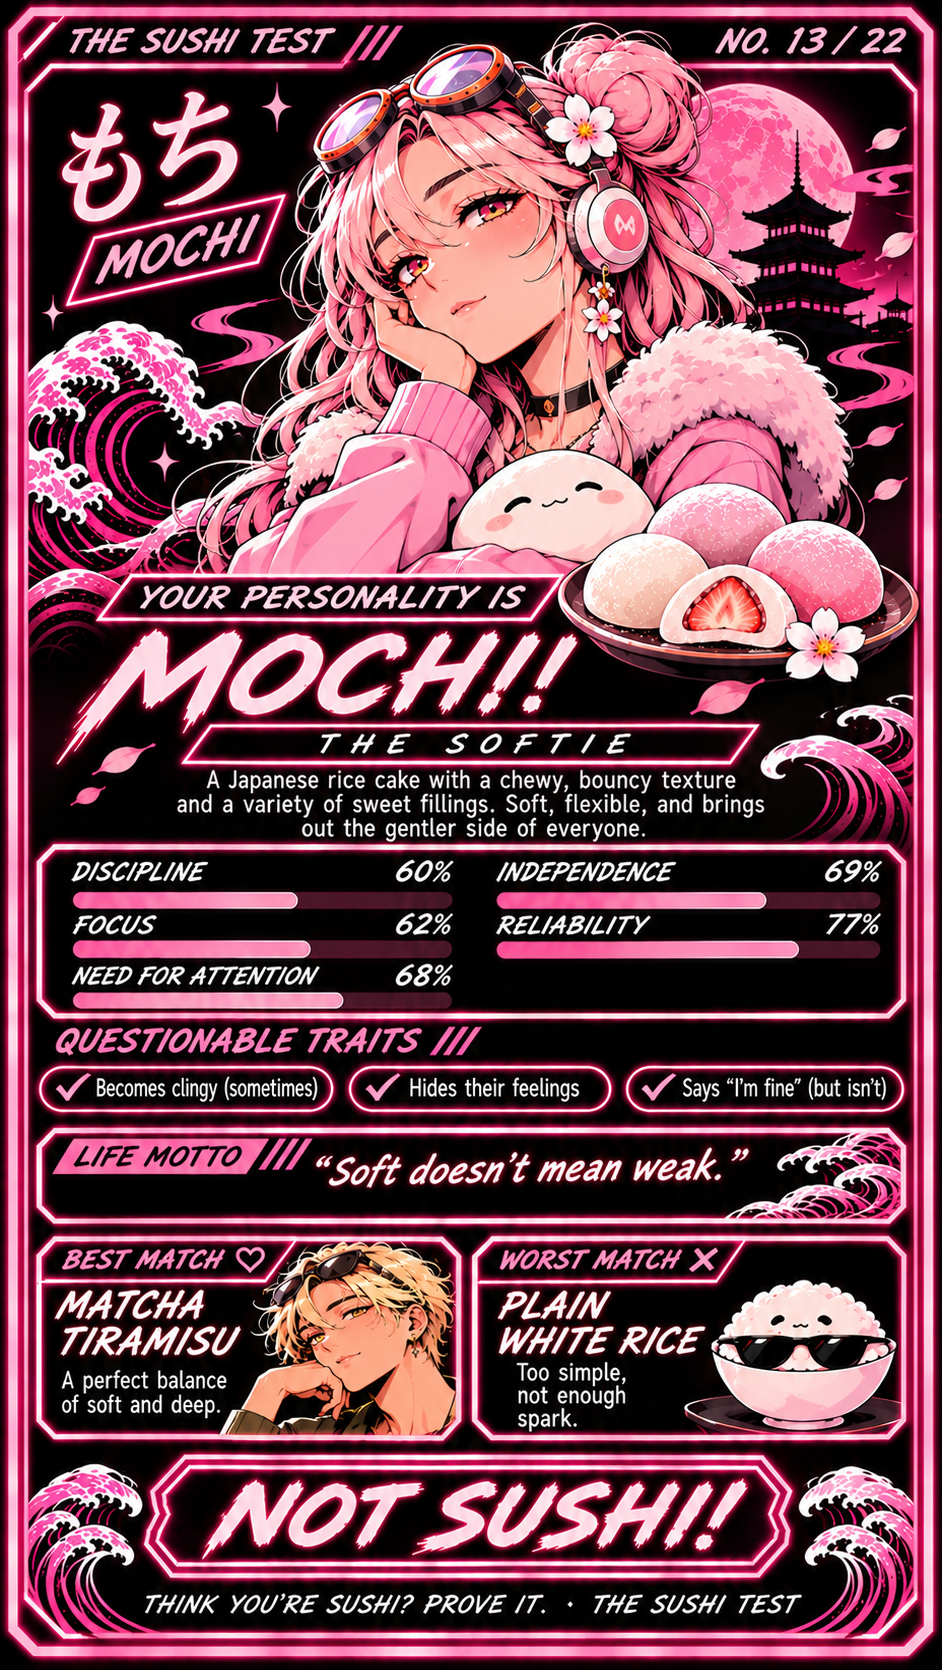 THE SUSHI TEST ///
NO. 13 / 22
もち
MOCHI
YOUR PERSONALITY IS
MOCH!!
THE SOFTIE
A Japanese rice cake with a chewy, bouncy texture
and a variety of sweet fillings. Soft, flexible, and brings
out the gentler side of everyone.
DISCIPLINE 60%
INDEPENDENCE 69%
FOCUS 62%
RELIABILITY 77%
NEED FOR ATTENTION 68%
QUESTIONABLE TRAITS ///
Becomes clingy (sometimes)
Hides their feelings
Says “I’m fine” (but isn’t)
LIFE MOTTO ///
“Soft doesn’t mean weak.”
BEST MATCH
MATCHA
TIRAMISU
A perfect balance
of soft and deep.
WORST MATCH
PLAIN
WHITE RICE
Too simple,
not enough
spark.
NOT SUSHI!!
THINK YOU’RE SUSHI? PROVE IT. · THE SUSHI TEST